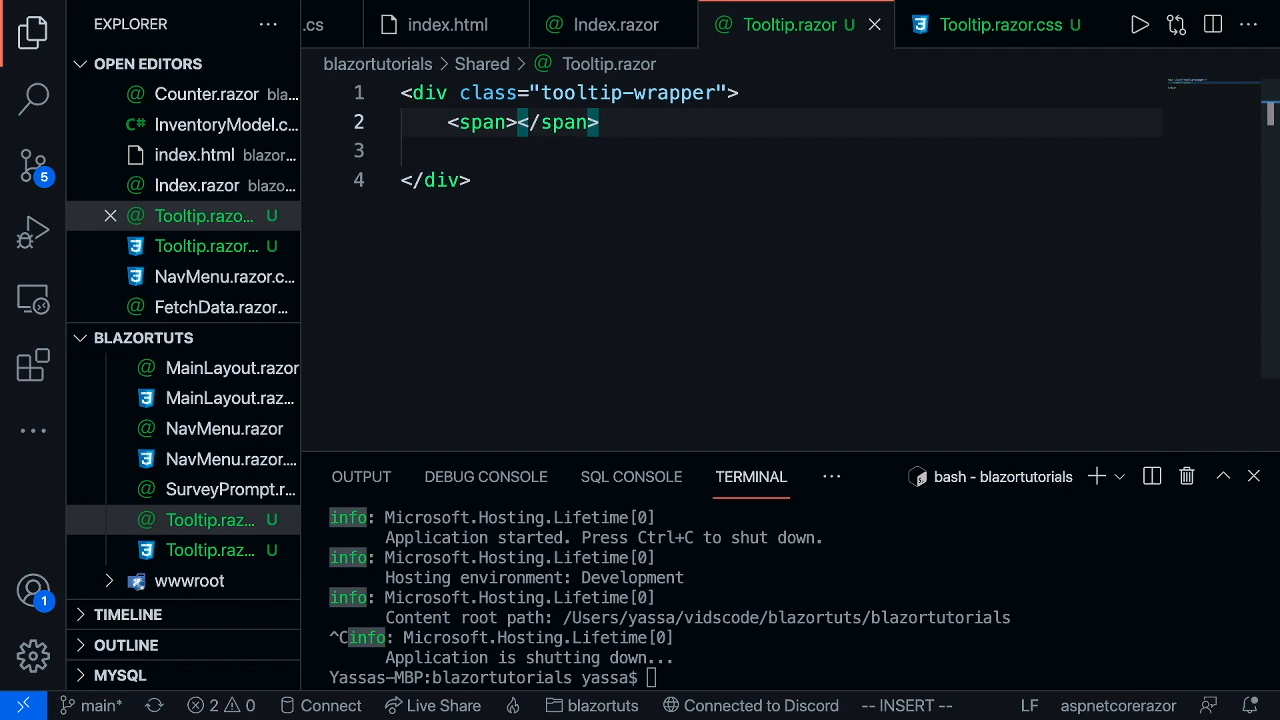 EXPLORER
.cs
index.html
Index.razor
Tooltip.razor U
Tooltip.razor.css U
OPEN EDITORS
Counter.razor bla...
InventoryModel.c...
index.html blazor...
Index.razor blazo...
Tooltip.razo... U
Tooltip.razor... U
NavMenu.razor.c...
FetchData.razor...
BLAZORTUTS
MainLayout.razor
MainLayout.raz...
NavMenu.razor
NavMenu.razor....
SurveyPrompt.r...
Tooltip.raz... U
Tooltip.raz... U
wwwroot
TIMELINE
OUTLINE
MYSQL
5
1
blazortutorials > Shared > Tooltip.razor
1 <div class="tooltip-wrapper">
2 <span></span>
3
4 </div>
OUTPUT DEBUG CONSOLE SQL CONSOLE TERMINAL
bash - blazortutorials
info: Microsoft.Hosting.Lifetime[0]
Application started. Press Ctrl+C to shut down.
info: Microsoft.Hosting.Lifetime[0]
Hosting environment: Development
info: Microsoft.Hosting.Lifetime[0]
Content root path: /Users/yassa/vidscode/blazortuts/blazortutorials
^Cinfo: Microsoft.Hosting.Lifetime[0]
Application is shutting down...
Yassas-MBP:blazortutorials yassa$
main* 2 0 Connect Live Share blazortuts Connected to Discord -- INSERT -- LF aspnetcorerazor